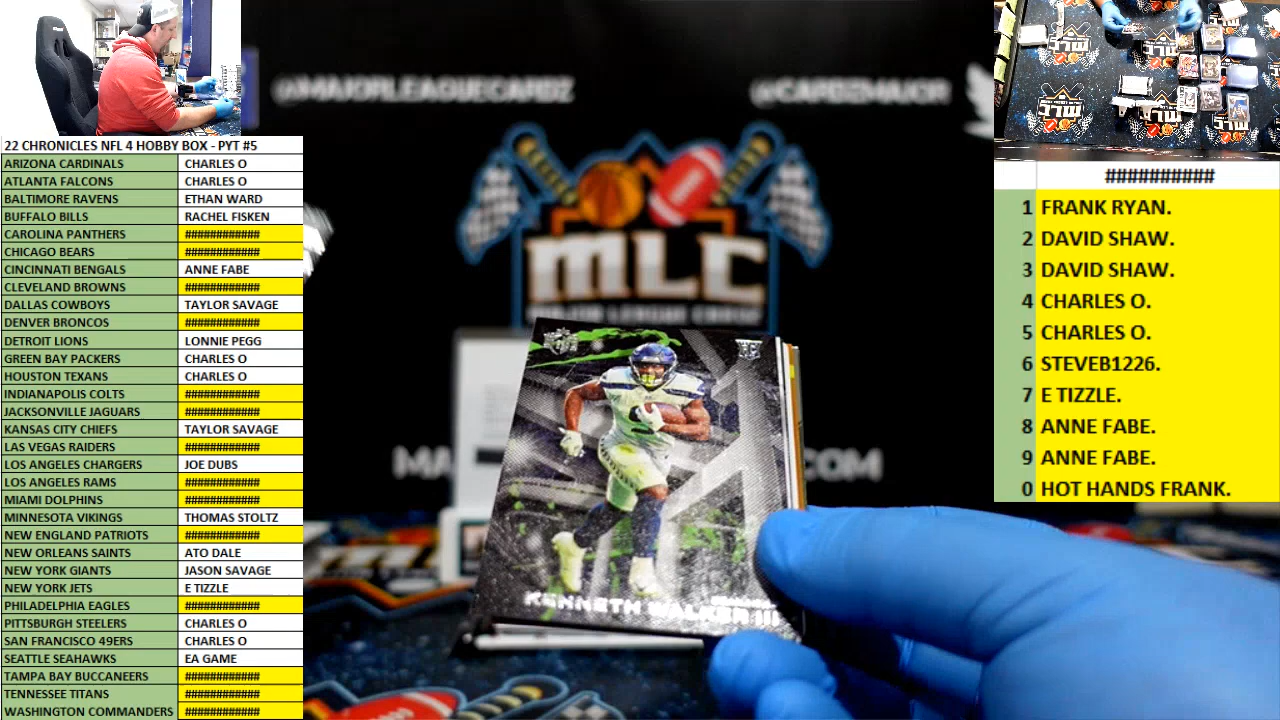 @MAJORLEAGUECARDZ
@CARDZMAJOR
22 CHRONICLES NFL 4 HOBBY BOX - PYT #5
ARIZONA CARDINALS CHARLES O
ATLANTA FALCONS CHARLES O
BALTIMORE RAVENS ETHAN WARD
BUFFALO BILLS RACHEL FISKEN
CAROLINA PANTHERS ############
CHICAGO BEARS ############
CINCINNATI BENGALS ANNE FABE
CLEVELAND BROWNS ############
DALLAS COWBOYS TAYLOR SAVAGE
DENVER BRONCOS ############
DETROIT LIONS LONNIE PEGG
GREEN BAY PACKERS CHARLES O
HOUSTON TEXANS CHARLES O
INDIANAPOLIS COLTS ############
JACKSONVILLE JAGUARS ############
KANSAS CITY CHIEFS TAYLOR SAVAGE
LAS VEGAS RAIDERS ############
LOS ANGELES CHARGERS JOE DUBS
LOS ANGELES RAMS ############
MIAMI DOLPHINS ############
MINNESOTA VIKINGS THOMAS STOLTZ
NEW ENGLAND PATRIOTS ############
NEW ORLEANS SAINTS ATO DALE
NEW YORK GIANTS JASON SAVAGE
NEW YORK JETS E TIZZLE
PHILADELPHIA EAGLES ############
PITTSBURGH STEELERS CHARLES O
SAN FRANCISCO 49ERS CHARLES O
SEATTLE SEAHAWKS EA GAME
TAMPA BAY BUCCANEERS ############
TENNESSEE TITANS ############
WASHINGTON COMMANDERS ############
MLC
MAJOR LEAGUE CARDZ
KENNETH WALKER III
##########
1 FRANK RYAN.
2 DAVID SHAW.
3 DAVID SHAW.
4 CHARLES O.
5 CHARLES O.
6 STEVEB1226.
7 E TIZZLE.
8 ANNE FABE.
9 ANNE FABE.
0 HOT HANDS FRANK.